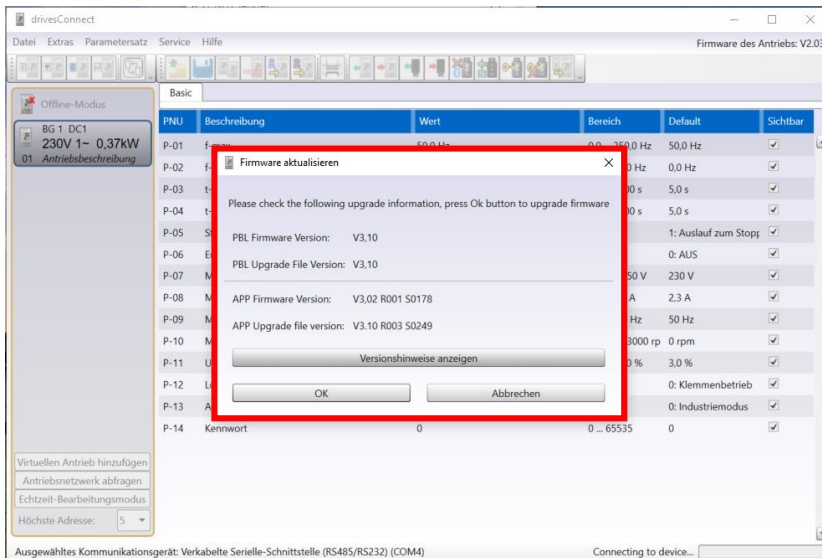 drivesConnect
Datei Extras Parametersatz Service Hilfe
Firmware des Antriebs: V2.03
Offline-Modus
BG 1 DC1
230V 1~ 0,37kW
01 Antriebsbeschreibung
Basic
PNU Beschreibung Wert Bereich Default Sichtbar
P-01 50,0 Hz
P-02 Hz 0,0 Hz
P-03 5,0 s
P-04 5,0 s
P-05 1: Auslauf zum Stopp
P-06 0: AUS
P-07 50 V 230 V
P-08 A 2,3 A
P-09 Hz 50 Hz
P-10 3000 rp 0 rpm
P-11 0 % 3,0 %
P-12 0: Klemmenbetrieb
P-13 0: Industriemodus
P-14 Kennwort 0 0 ... 65535 0
Firmware aktualisieren
Please check the following upgrade information, press Ok button to upgrade firmware
PBL Firmware Version: V3,10
PBL Upgrade File Version: V3,10
APP Firmware Version: V3,02 R001 S0178
APP Upgrade file version: V3.10 R003 S0249
Versionshinweise anzeigen
OK Abbrechen
Virtuellen Antrieb hinzufügen
Antriebsnetzwerk abfragen
Echtzeit-Bearbeitungsmodus
Höchste Adresse: 5
Ausgewähltes Kommunikationsgerät: Verkabelte Serielle-Schnittstelle (RS485/RS232) (COM4) Connecting to device...